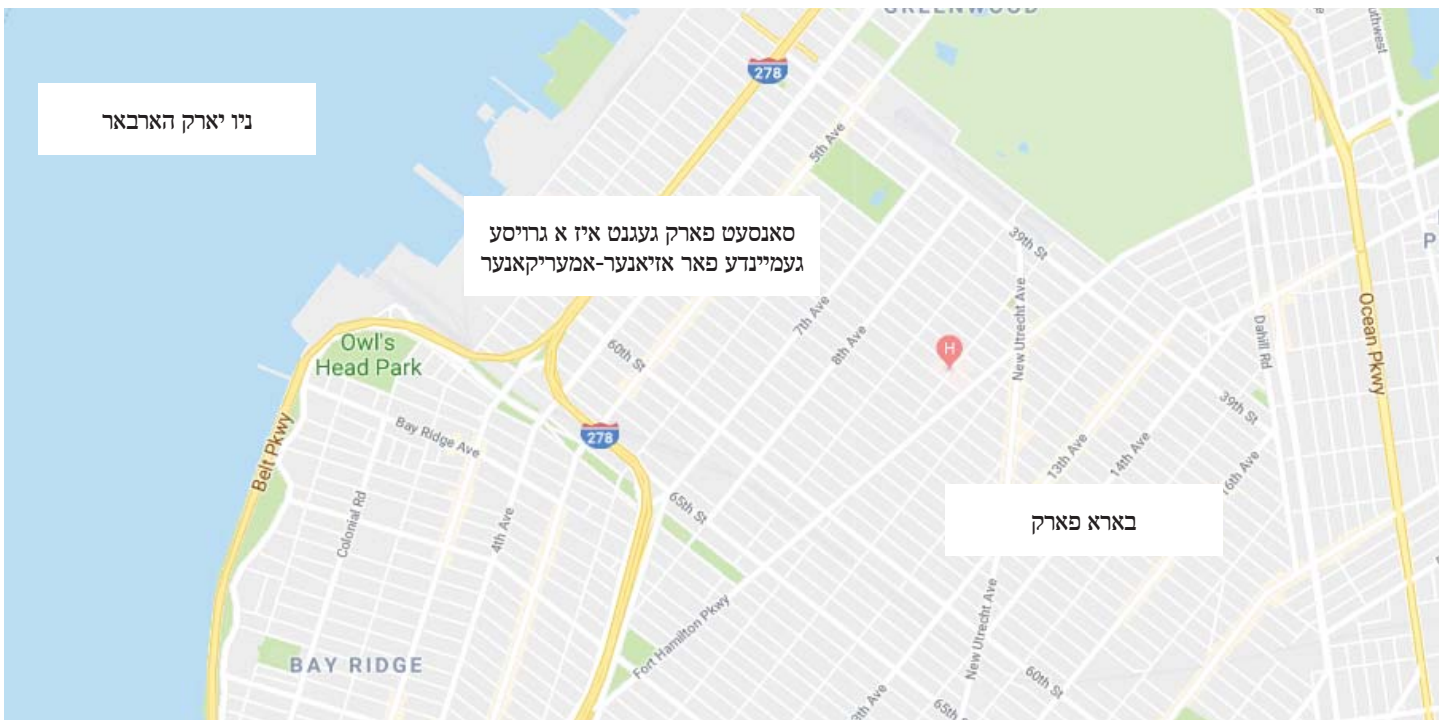 GREENWOOD
278
ניו יארק הארבאר
5th Ave
סאנסעט פארק געגנט איז א גרויסע
געמיינדע פאר אזיאנער-אמעריקאנער
39th St
7th Ave
8th Ave
New Utrecht Ave
Dahill Rd
Ocean Pkwy
Owl's
Head Park
60th St
H
Belt Pkwy
Bay Ridge Ave
278
39th St
13th Ave
14th Ave
16th Ave
65th St
Colonial Rd
4th Ave
בארא פארק
Fort Hamilton Pkwy
New Utrecht Ave
BAY RIDGE
60th St
65th